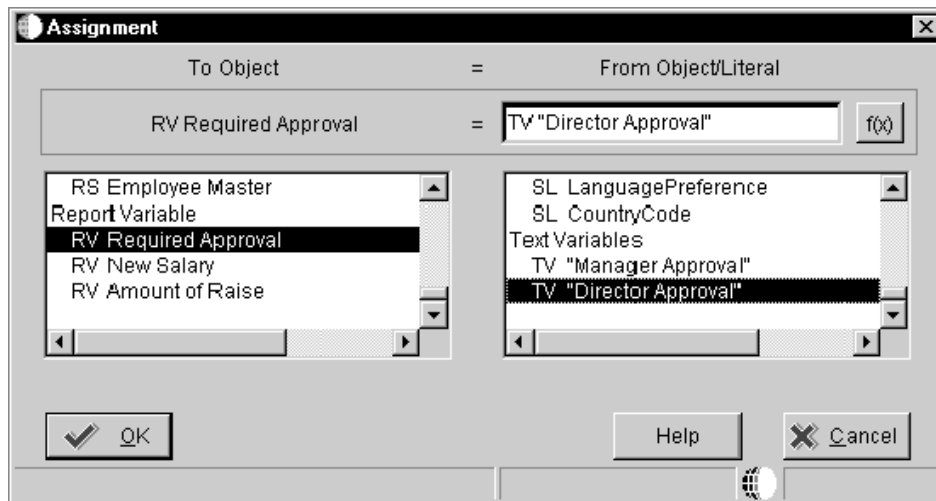 Assignment
To Object = From Object/Literal
RV Required Approval = TV "Director Approval" f(x)
RS Employee Master
Report Variable
RV Required Approval
RV New Salary
RV Amount of Raise
SL LanguagePreference
SL CountryCode
Text Variables
TV "Manager Approval"
TV "Director Approval"
OK Help Cancel